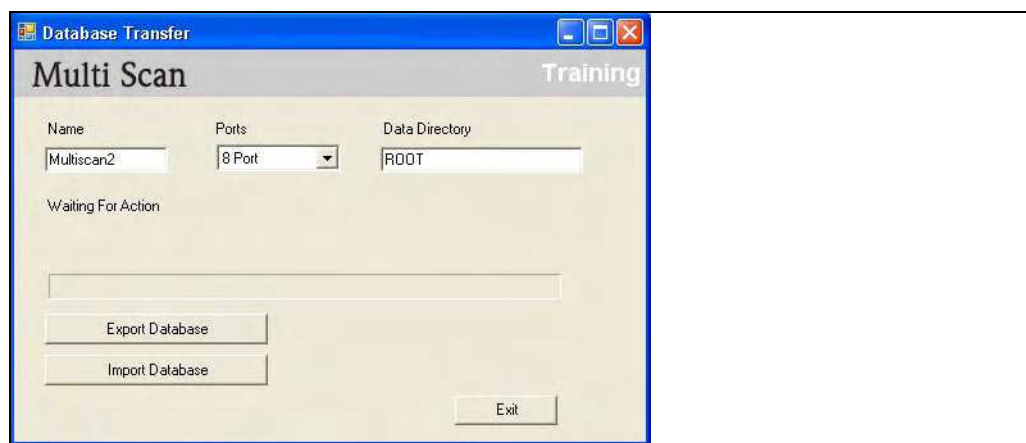 Database Transfer
Multi Scan
Training
Name
Ports
Data Directory
Multiscan2
8 Port
ROOT
Waiting For Action
Export Database
Import Database
Exit